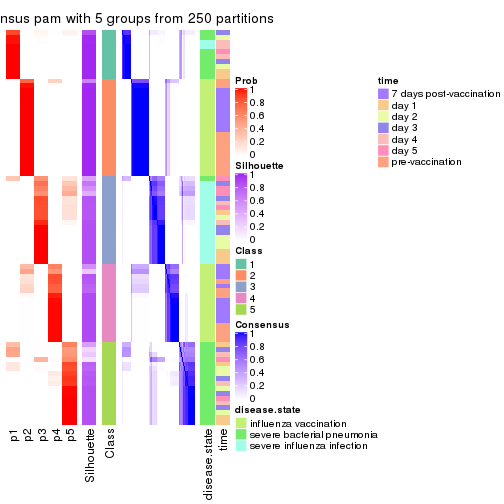 nsus pam with 5 groups from 250 partitions
Prob
1
0.8
0.6
0.4
0.2
0
Silhouette
1
0.8
0.6
0.4
0.2
0
Class
1
2
3
4
5
Consensus
1
0.8
0.6
0.4
0.2
0
disease.state
influenza vaccination
severe bacterial pneumonia
severe influenza infection
time
7 days post-vaccination
day 1
day 2
day 3
day 4
day 5
pre-vaccination
p1
p2
p3
p4
p5
Silhouette
Class
disease.state
time